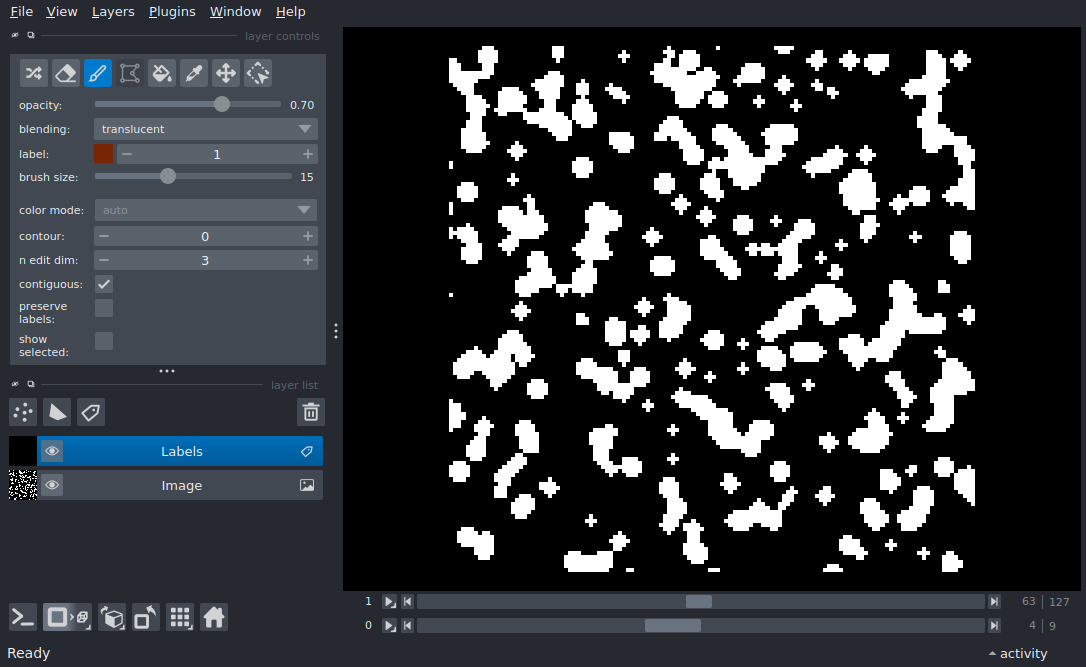 File View Layers Plugins Window Help
layer controls
opacity: 0.70
blending: translucent
label: 1
brush size: 15
color mode: auto
contour: 0
n edit dim: 3
contiguous:
preserve
labels:
show
selected:
layer list
Labels
Image
1 63 127
0 4 9
Ready activity